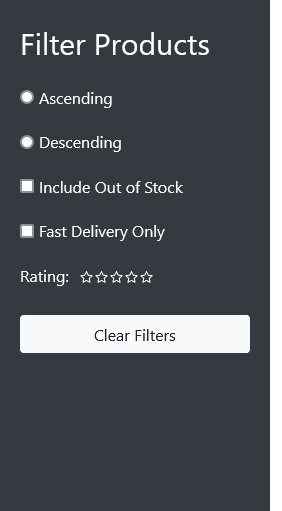 Filter Products
Ascending
Descending
Include Out of Stock
Fast Delivery Only
Rating:
Clear Filters